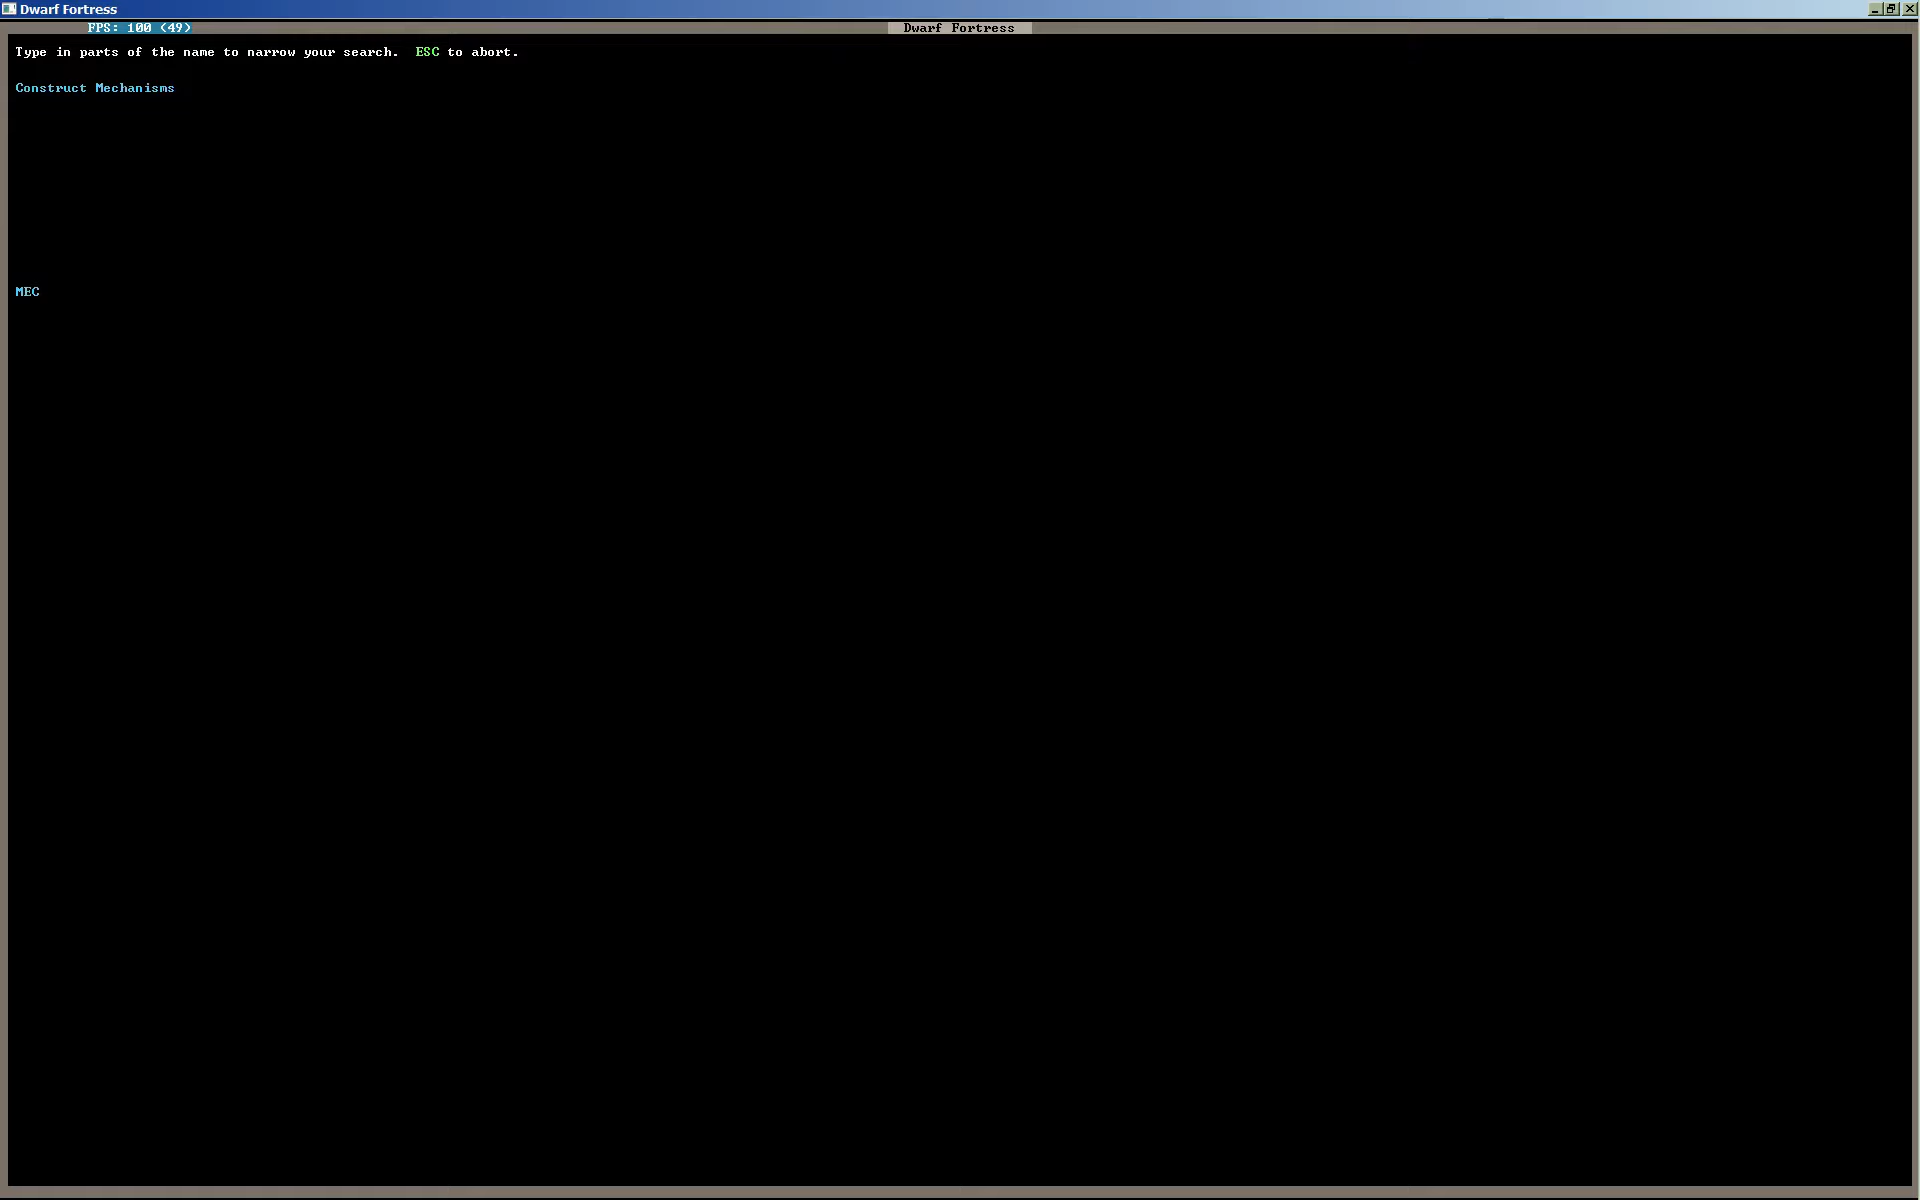 Dwarf Fortress
FPS: 100 (49)
Dwarf Fortress
Type in parts of the name to narrow your search.  ESC to abort.
Construct Mechanisms
MEC